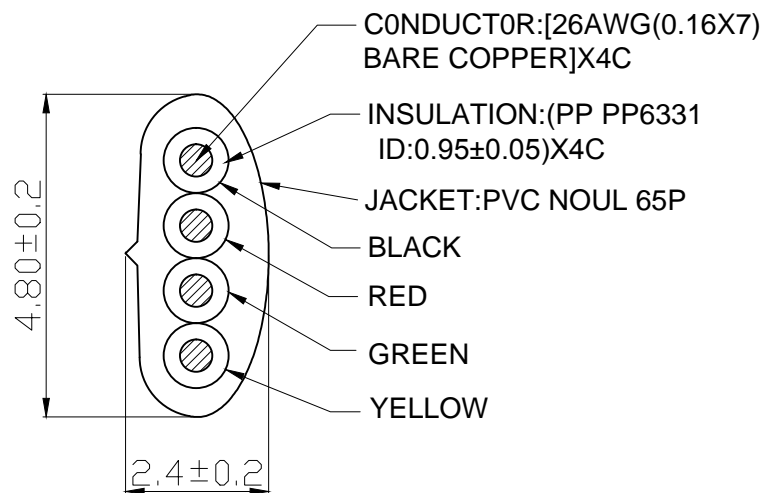 C0NDUCT0R:[26AWG(0.16X7)
BARE COPPER]X4C
INSULATION:(PP PP6331
ID:0.95±0.05)X4C
JACKET:PVC NOUL 65P
BLACK
RED
GREEN
YELLOW
4.80±0.2
2.4±0.2